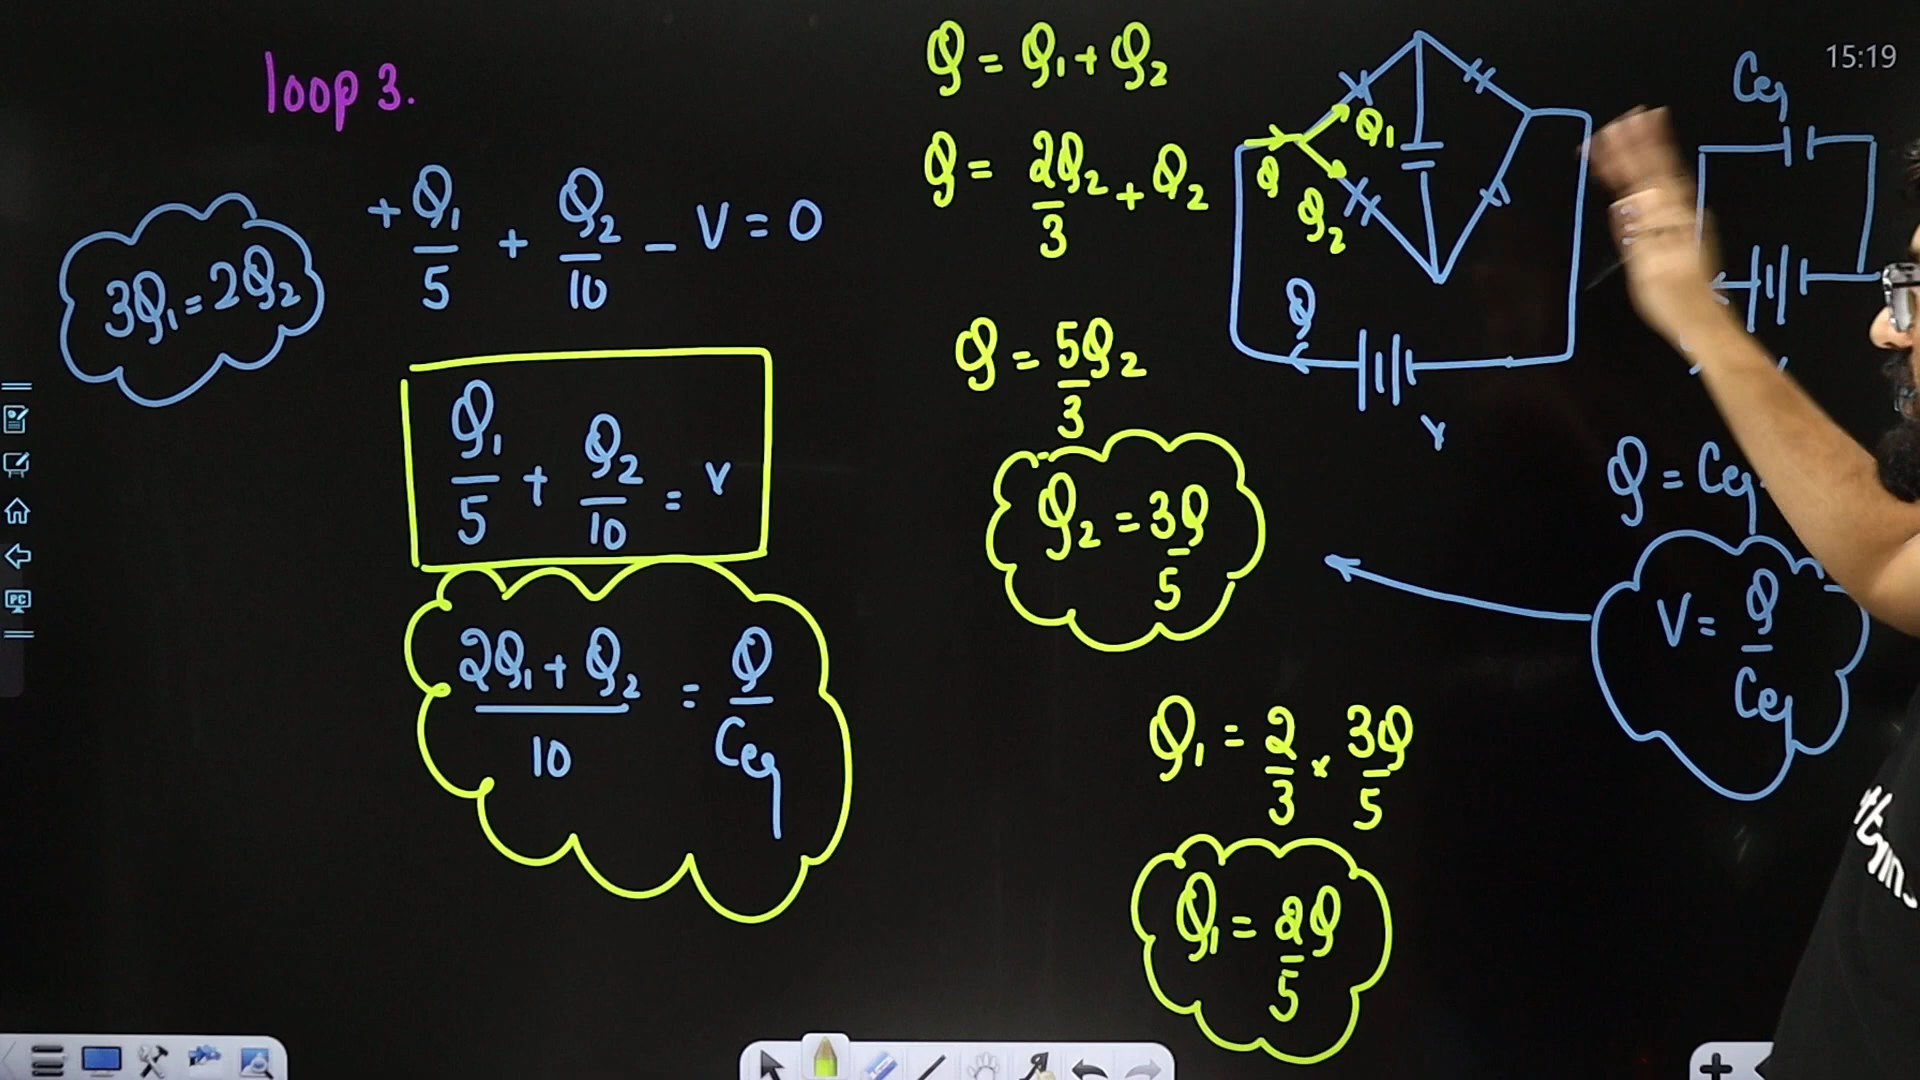 loop 3.
3Q₁ = 2Q₂
+ Q₁/5 + Q₂/10 - V = 0
Q₁/5 + Q₂/10 = V
(2Q₁ + Q₂)/10 = Q/Ceq
Q = Q₁ + Q₂
Q = 2Q₂/3 + Q₂
Q = 5Q₂/3
Q₂ = 3Q/5
Q₁ = 2/3 × 3Q/5
Q₁ = 2Q/5
Q₁
Q
Q₂
Q
V
15:19
Ceq
Q = Ceq
V = Q/Ceq
PC